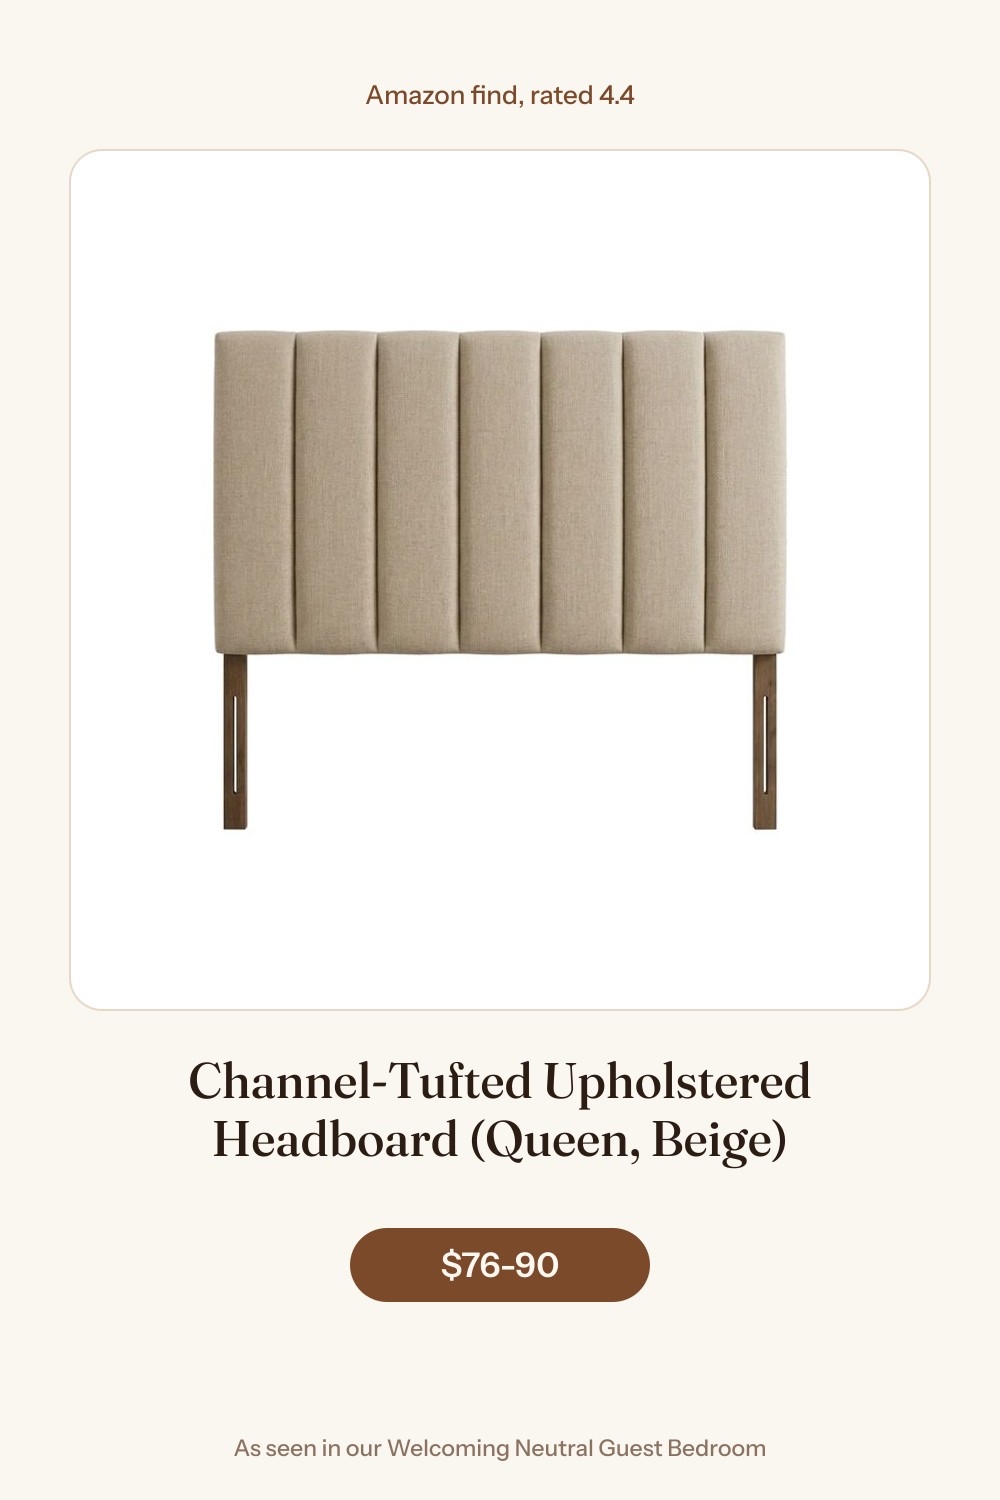 Amazon find, rated 4.4
Channel-Tufted Upholstered
Headboard (Queen, Beige)
$76-90
As seen in our Welcoming Neutral Guest Bedroom